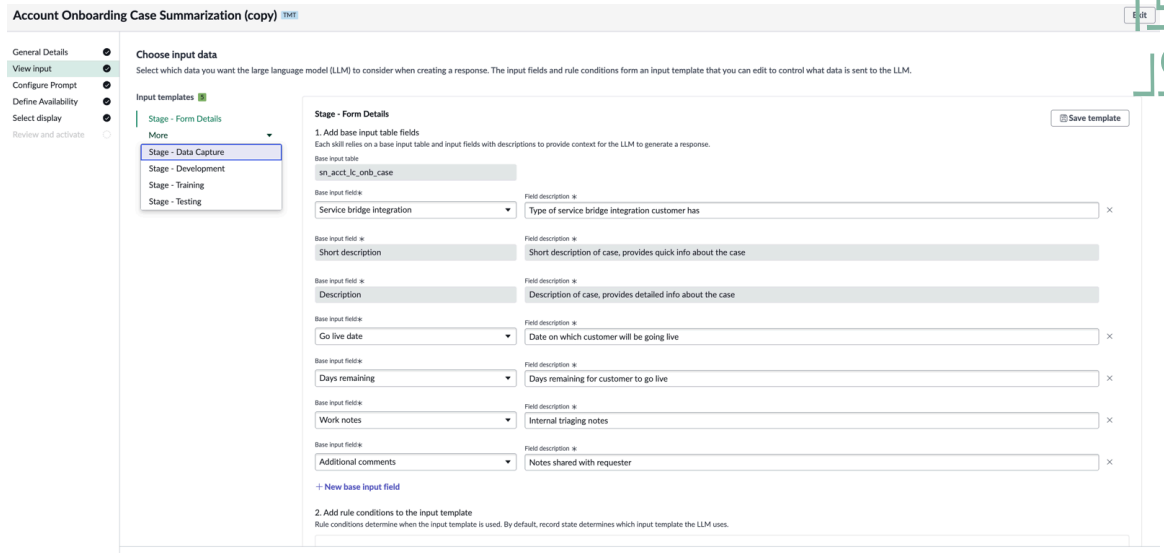 Account Onboarding Case Summarization (copy) TMT
General Details
View input
Configure Prompt
Define Availability
Select display
Review and activate
Choose input data
Select which data you want the large language model (LLM) to consider when creating a response. The input fields and rule conditions form an input template that you can edit to control what data is sent to the LLM.
Input templates 5
Stage - Form Details
More
Stage - Data Capture
Stage - Development
Stage - Training
Stage - Testing
Stage - Form Details
Save template
1. Add base input table fields
Each skill relies on a base input table and input fields with descriptions to provide context for the LLM to generate a response.
Base input table
sn_acct_lc_onb_case
Base input field* Field description *
Service bridge integration Type of service bridge integration customer has
Base input field * Field description *
Short description Short description of case, provides quick info about the case
Base input field * Field description *
Description Description of case, provides detailed info about the case
Base input field* Field description *
Go live date Date on which customer will be going live
Base input field* Field description *
Days remaining Days remaining for customer to go live
Base input field* Field description *
Work notes Internal triaging notes
Base input field* Field description *
Additional comments Notes shared with requester
+ New base input field
2. Add rule conditions to the input template
Rule conditions determine when the input template is used. By default, record state determines which input template the LLM uses.